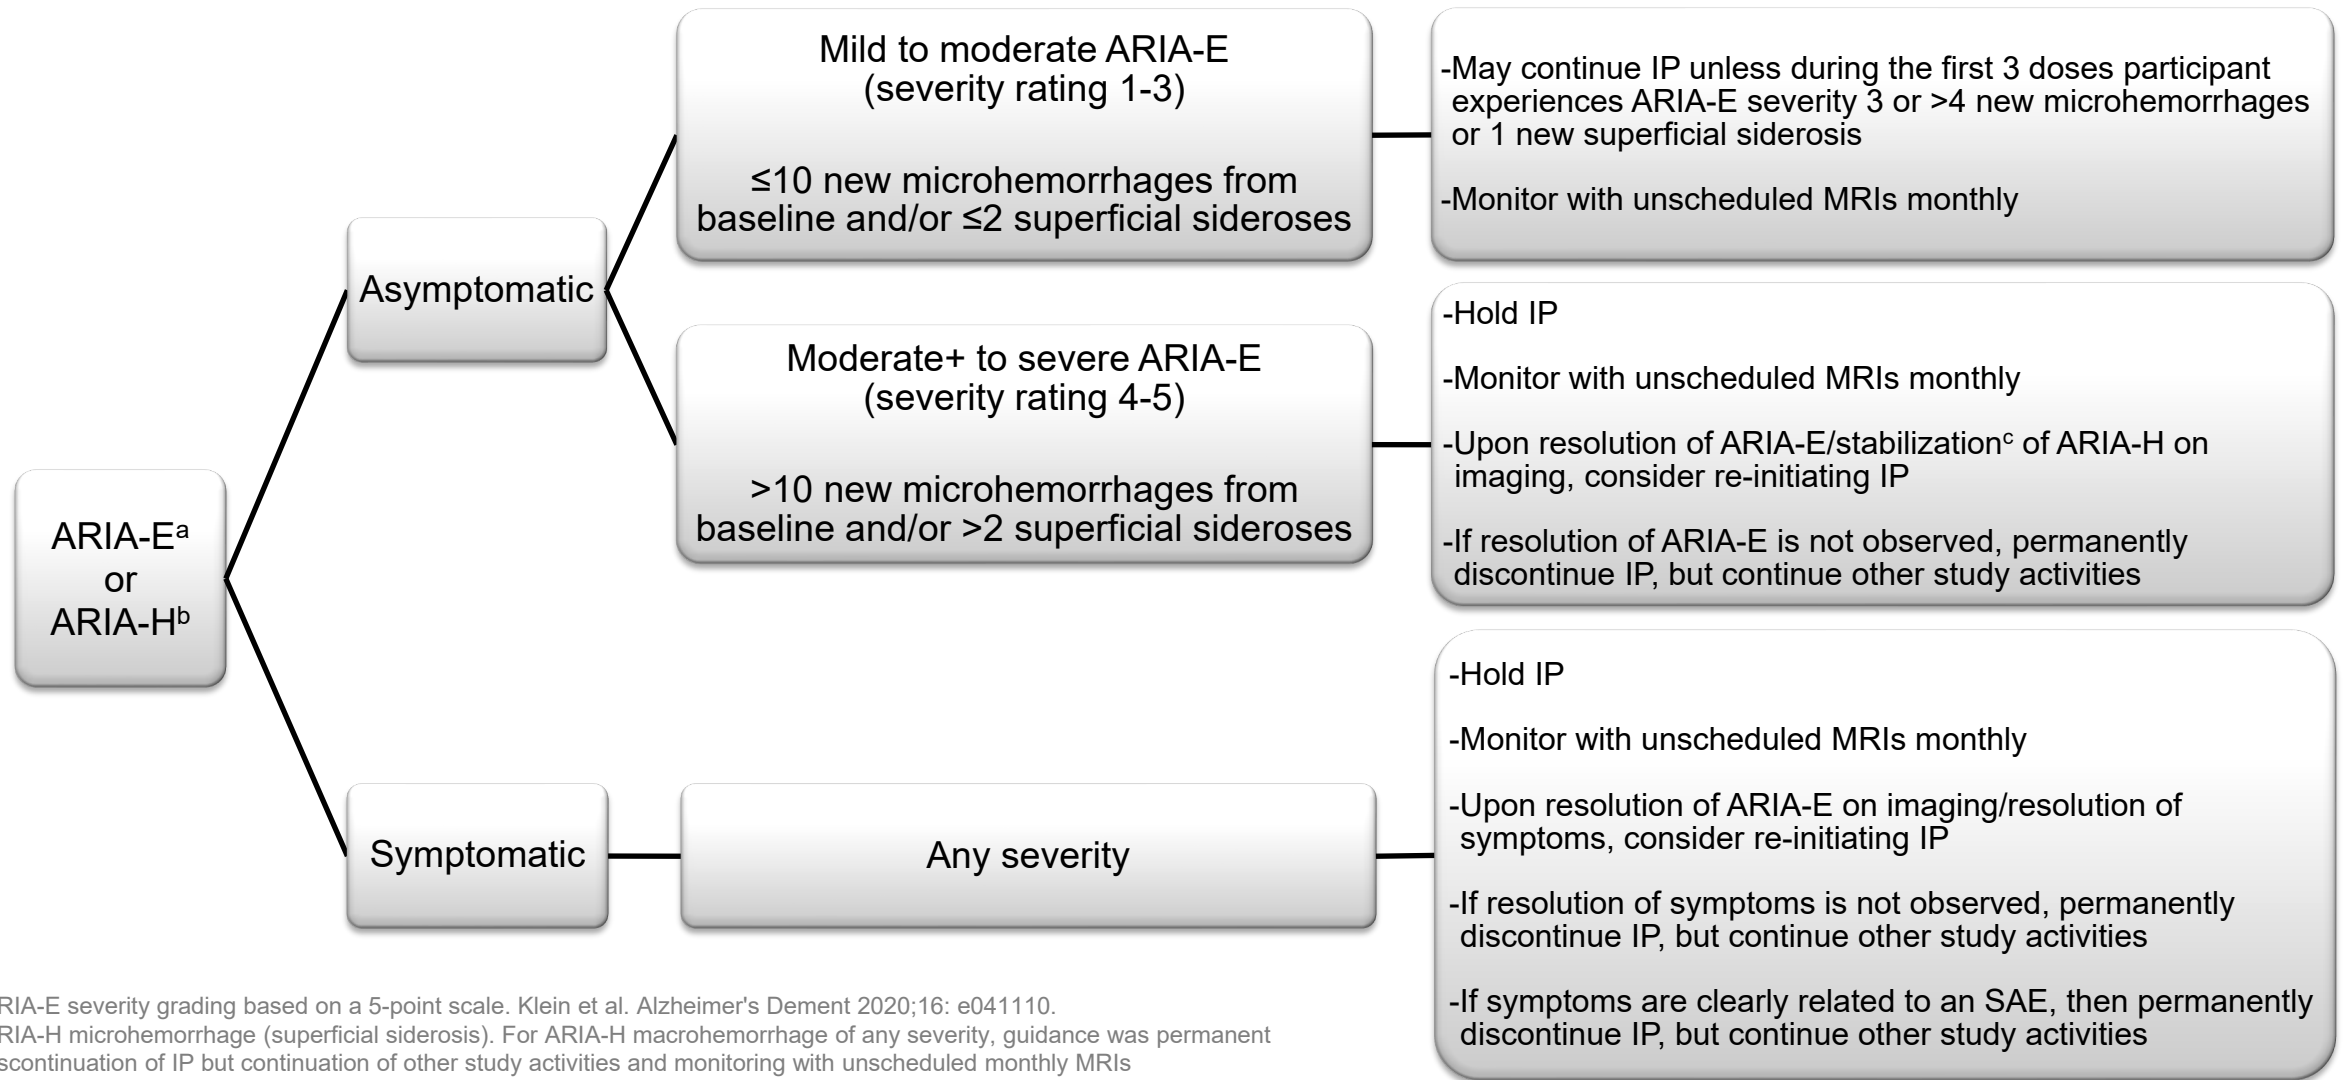 Mild to moderate ARIA-E
(severity rating 1-3)
≤10 new microhemorrhages from
baseline and/or ≤2 superficial sideroses
-May continue IP unless during the first 3 doses participant
experiences ARIA-E severity 3 or >4 new microhemorrhages
or 1 new superficial siderosis
-Monitor with unscheduled MRIs monthly
Asymptomatic
Moderate+ to severe ARIA-E
(severity rating 4-5)
>10 new microhemorrhages from
baseline and/or >2 superficial sideroses
-Hold IP
-Monitor with unscheduled MRIs monthly
-Upon resolution of ARIA-E/stabilizationᶜ of ARIA-H on
imaging, consider re-initiating IP
-If resolution of ARIA-E is not observed, permanently
discontinue IP, but continue other study activities
ARIA-Eᵃ
or
ARIA-Hᵇ
Symptomatic
Any severity
-Hold IP
-Monitor with unscheduled MRIs monthly
-Upon resolution of ARIA-E on imaging/resolution of
symptoms, consider re-initiating IP
-If resolution of symptoms is not observed, permanently
discontinue IP, but continue other study activities
-If symptoms are clearly related to an SAE, then permanently
discontinue IP, but continue other study activities
RIA-E severity grading based on a 5-point scale. Klein et al. Alzheimer's Dement 2020;16: e041110.
RIA-H microhemorrhage (superficial siderosis). For ARIA-H macrohemorrhage of any severity, guidance was permanent
scontinuation of IP but continuation of other study activities and monitoring with unscheduled monthly MRIs